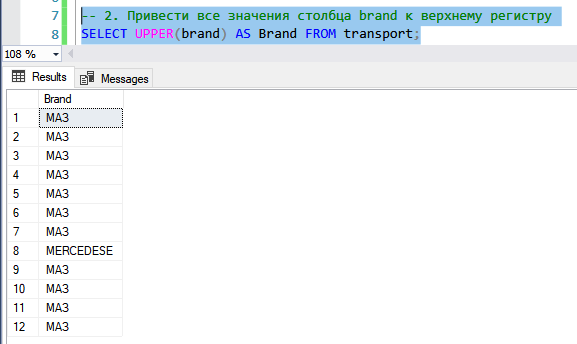 7 -- 2. Привести все значения столбца brand к верхнему регистру
8 SELECT UPPER(brand) AS Brand FROM transport;
108 %
Results Messages
Brand
1 МАЗ
2 МАЗ
3 МАЗ
4 МАЗ
5 МАЗ
6 МАЗ
7 МАЗ
8 MERCEDESE
9 МАЗ
10 МАЗ
11 МАЗ
12 МАЗ